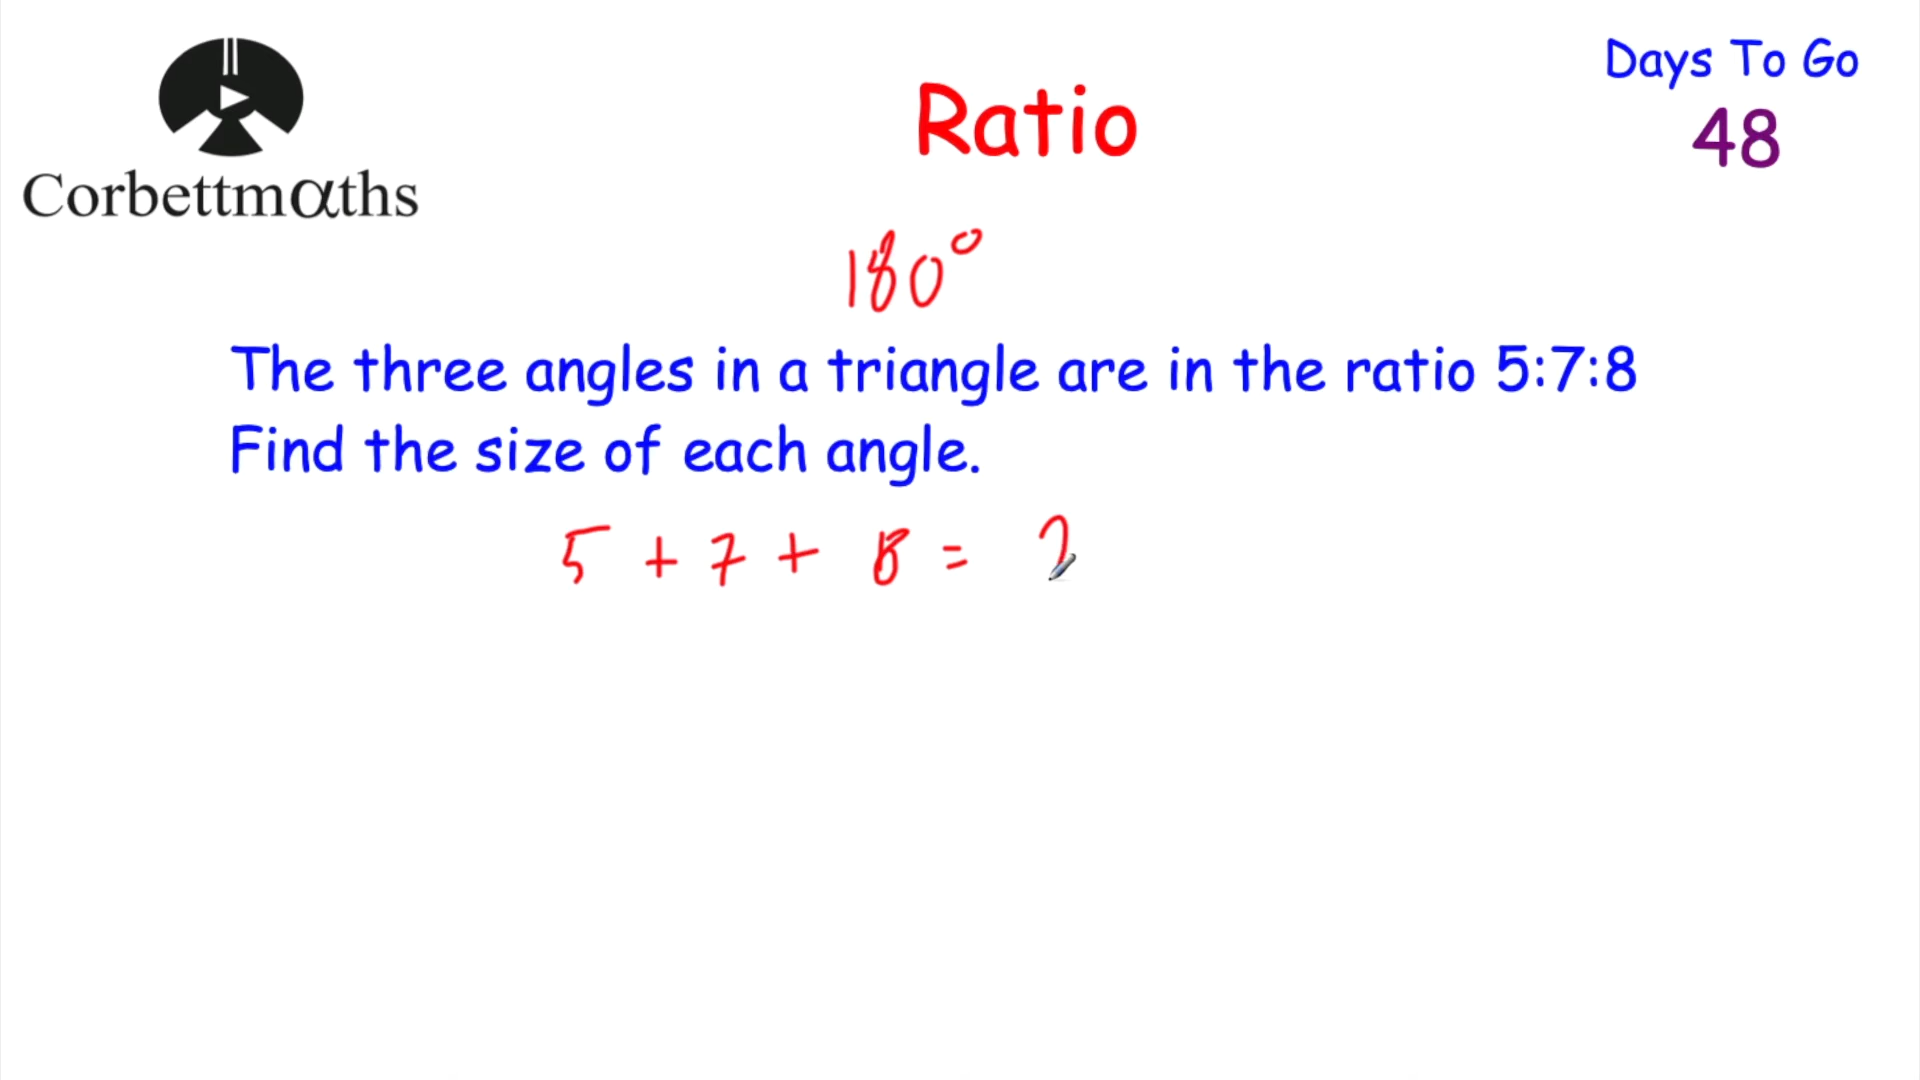 Days To Go
48
Ratio
Corbettmαths
180°
The three angles in a triangle are in the ratio 5:7:8
Find the size of each angle.
5 + 7 + 8 = 2